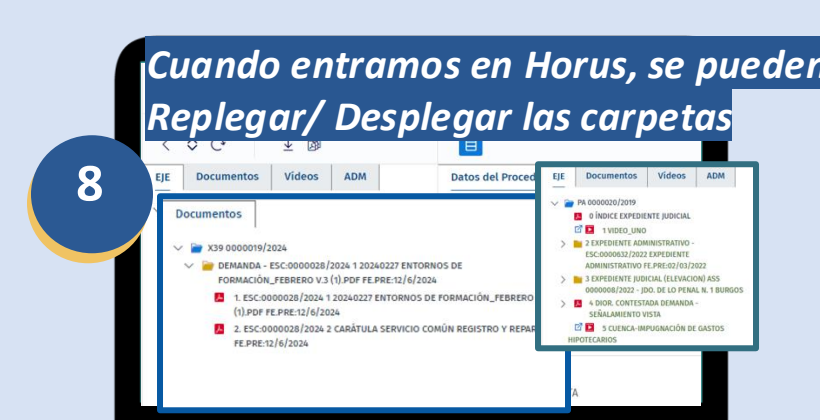 Cuando entramos en Horus, se pueden
Replegar/ Desplegar las carpetas
8
EJE Documentos Vídeos ADM
Datos del Proced
Documentos
X39 0000019/2024
DEMANDA - ESC:0000028/2024 1 20240227 ENTORNOS DE
FORMACIÓN_FEBRERO V.3 (1).PDF FE.PRE:12/6/2024
1. ESC:0000028/2024 1 20240227 ENTORNOS DE FORMACIÓN_FEBRERO
(1).PDF FE.PRE:12/6/2024
2. ESC:0000028/2024 2 CARÁTULA SERVICIO COMÚN REGISTRO Y REPAR
FE.PRE:12/6/2024
EJE Documentos Vídeos ADM
PA 0000020/2019
0 ÍNDICE EXPEDIENTE JUDICIAL
1 VIDEO_UNO
2 EXPEDIENTE ADMINISTRATIVO -
ESC:0000632/2022 EXPEDIENTE
ADMINISTRATIVO FE.PRE:02/03/2022
3 EXPEDIENTE JUDICIAL (ELEVACION) ASS
0000008/2022 - JDO. DE LO PENAL N. 1 BURGOS
4 DIOR. CONTESTADA DEMANDA -
SEÑALAMIENTO VISTA
5 CUENCA-IMPUGNACIÓN DE GASTOS
HIPOTECARIOS
TA